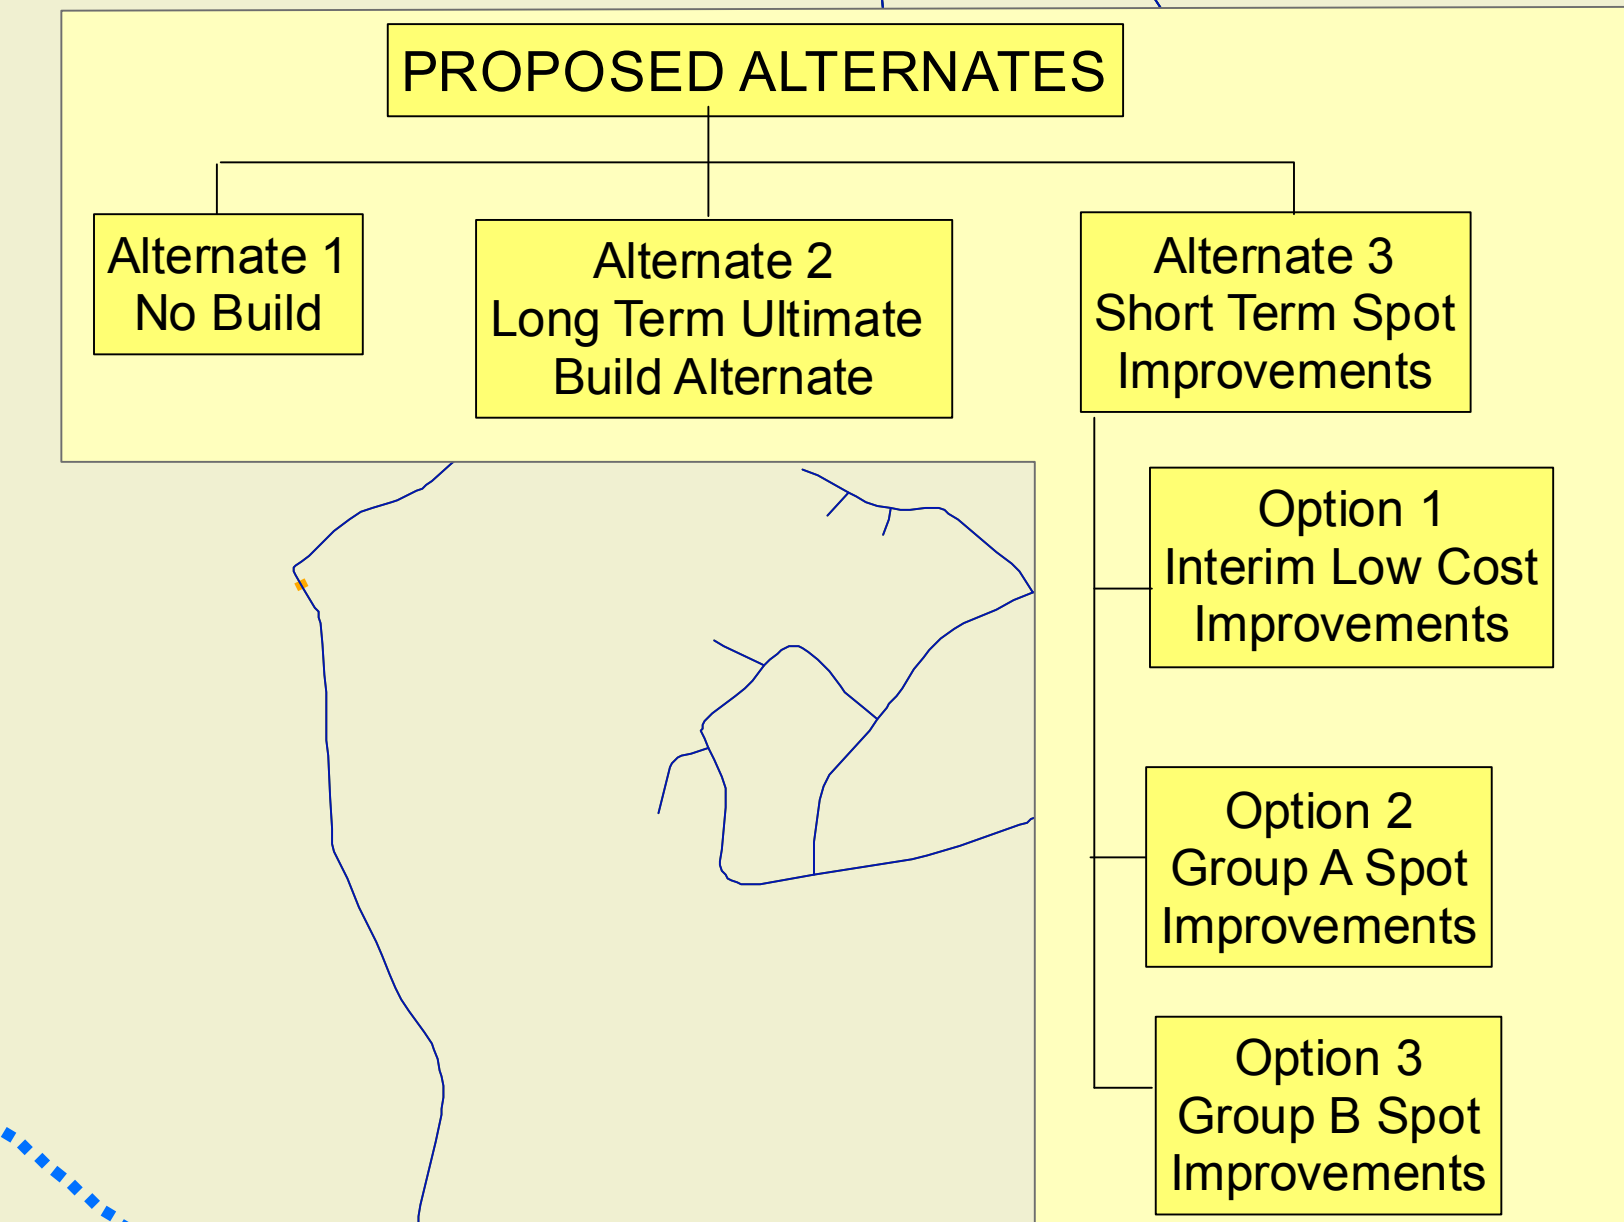 PROPOSED ALTERNATES
Alternate 1
No Build
Alternate 2
Long Term Ultimate
Build Alternate
Alternate 3
Short Term Spot
Improvements
Option 1
Interim Low Cost
Improvements
Option 2
Group A Spot
Improvements
Option 3
Group B Spot
Improvements